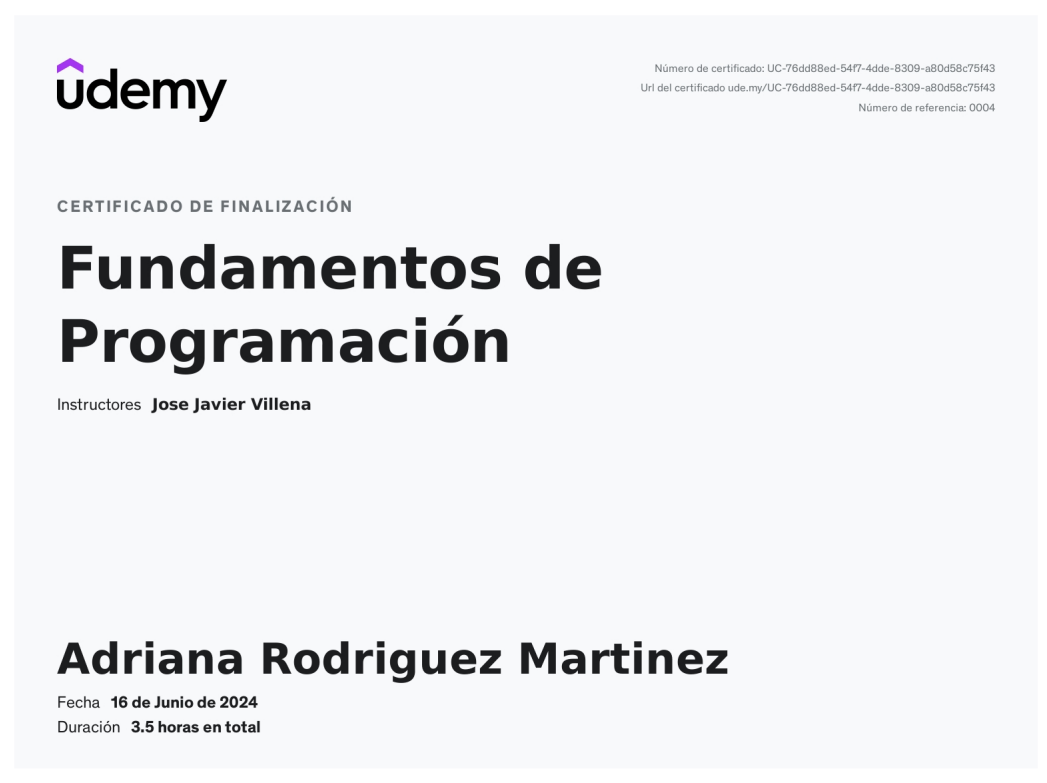 udemy
Número de certificado: UC-76dd88ed-54f7-4dde-8309-a80d58c75f43
Url del certificado ude.my/UC-76dd88ed-54f7-4dde-8309-a80d58c75f43
Número de referencia: 0004
CERTIFICADO DE FINALIZACIÓN
Fundamentos de
Programación
Instructores Jose Javier Villena
Adriana Rodriguez Martinez
Fecha 16 de Junio de 2024
Duración 3.5 horas en total